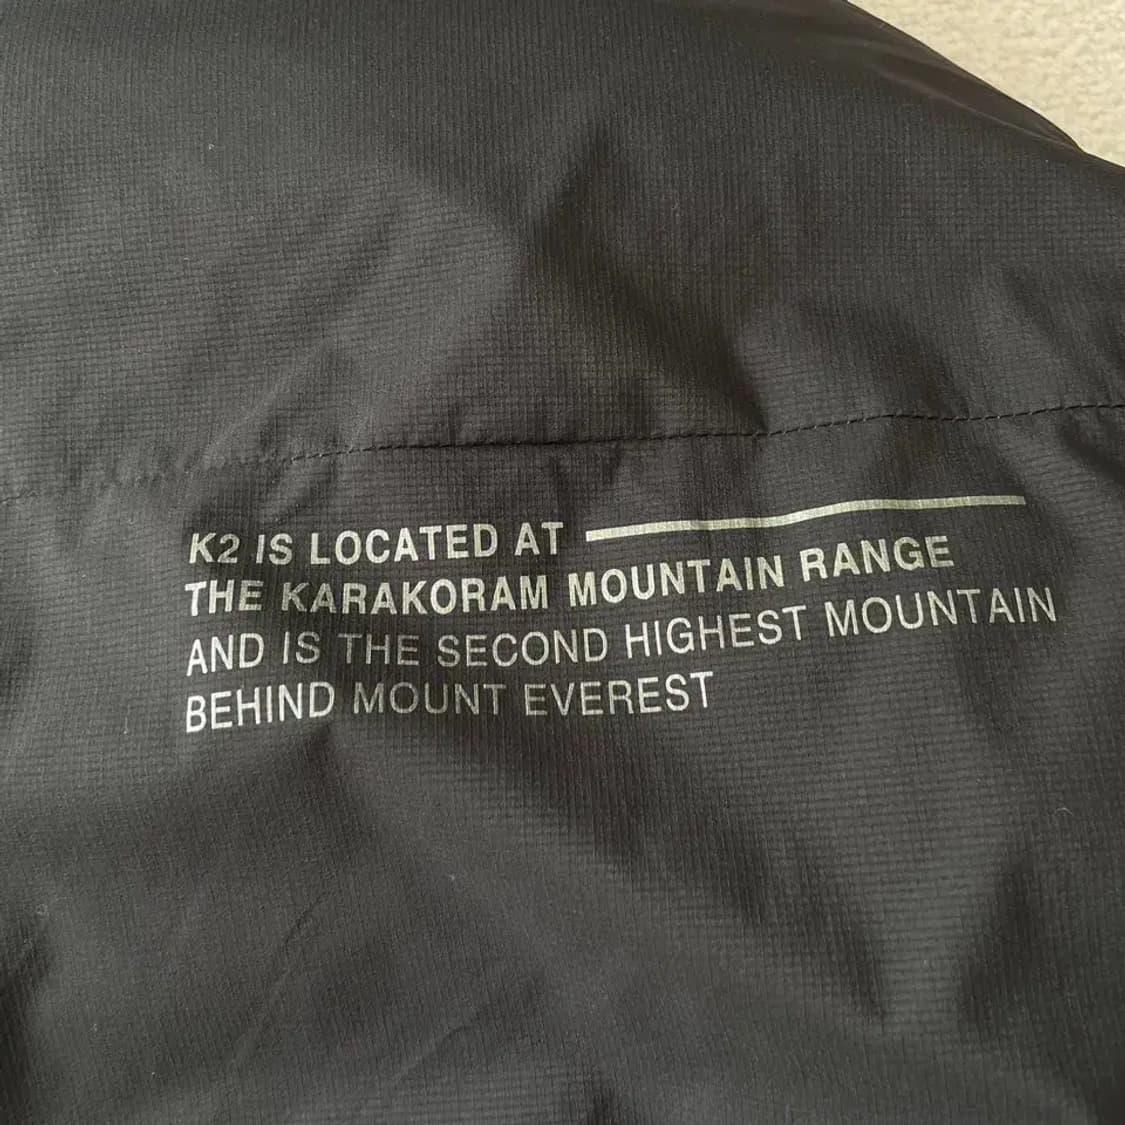 K2 IS LOCATED AT
THE KARAKORAM MOUNTAIN RANGE
AND IS THE SECOND HIGHEST MOUNTAIN
BEHIND MOUNT EVEREST